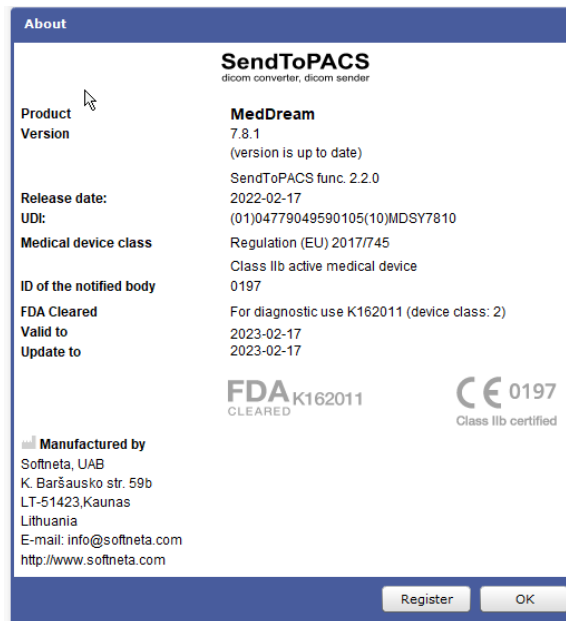 About
SendToPACS
dicom converter, dicom sender
Product MedDream
Version 7.8.1
(version is up to date)
SendToPACS func. 2.2.0
Release date: 2022-02-17
UDI: (01)04779049590105(10)MDSY7810
Medical device class Regulation (EU) 2017/745
Class IIb active medical device
ID of the notified body 0197
FDA Cleared For diagnostic use K162011 (device class: 2)
Valid to 2023-02-17
Update to 2023-02-17
FDA CLEARED K162011
CE 0197
Class IIb certified
Manufactured by
Softneta, UAB
K. Baršausko str. 59b
LT-51423,Kaunas
Lithuania
E-mail: info@softneta.com
http://www.softneta.com
Register OK